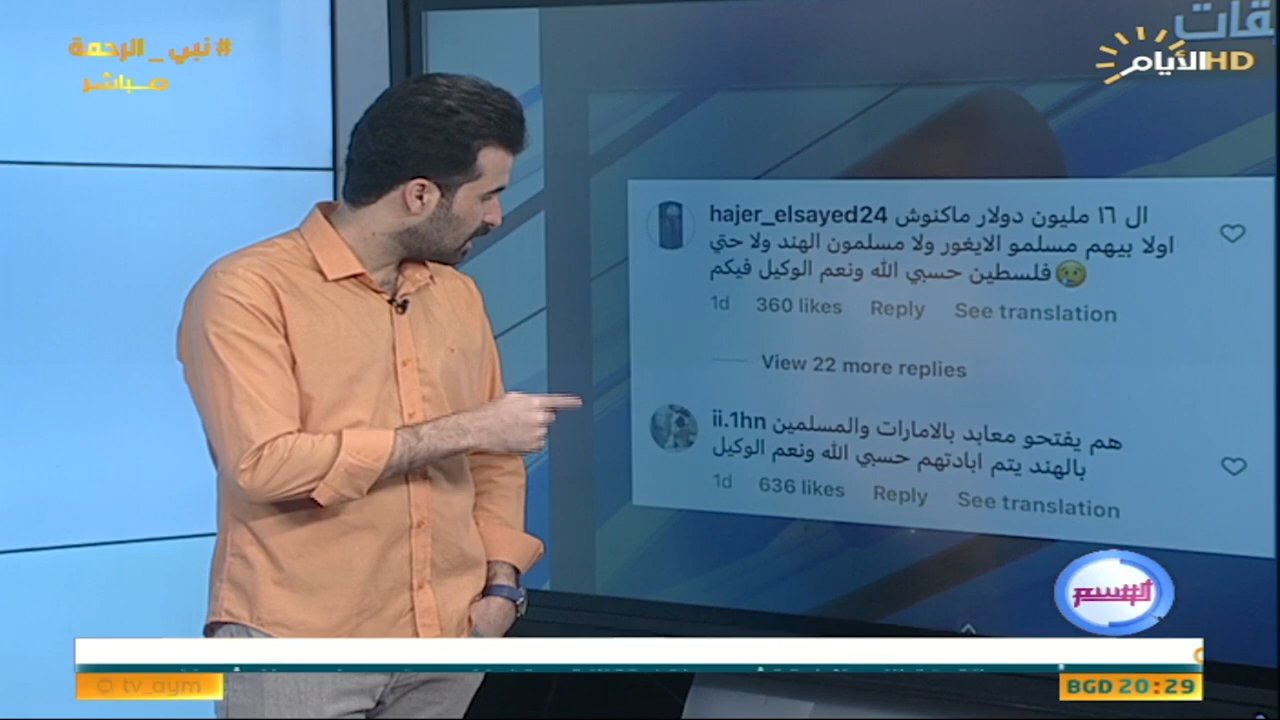 #نبي_الرحمة
مباشر
الأيام HD
hajer_elsayed24 ال ١٦ مليون دولار ماكنوش
اولا بيهم مسلمو الايغور ولا مسلمون الهند ولا حتي
فلسطين حسبي الله ونعم الوكيل فيكم😢
1d 360 likes Reply See translation
View 22 more replies
ii.1hn هم يفتحو معابد بالامارات والمسلمين
بالهند يتم ابادتهم حسبي الله ونعم الوكيل
1d 636 likes Reply See translation
tv_aym
BGD 20:29